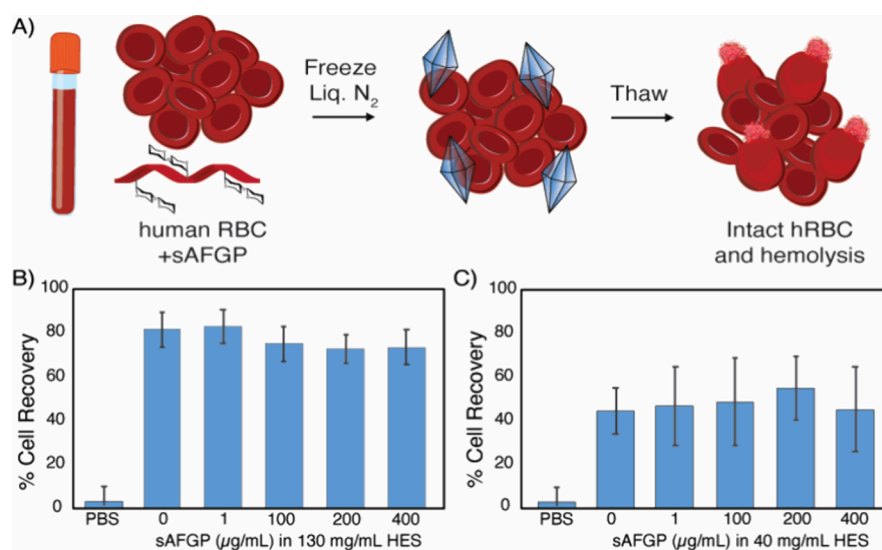 A)
Freeze
Liq. N₂
Thaw
human RBC
+sAFGP
Intact hRBC
and hemolysis
B)
% Cell Recovery
100
80
60
40
20
0
PBS 0 1 100 200 400
sAFGP (µg/mL) in 130 mg/mL HES
C)
% Cell Recovery
100
80
60
40
20
0
PBS 0 1 100 200 400
sAFGP (µg/mL) in 40 mg/mL HES